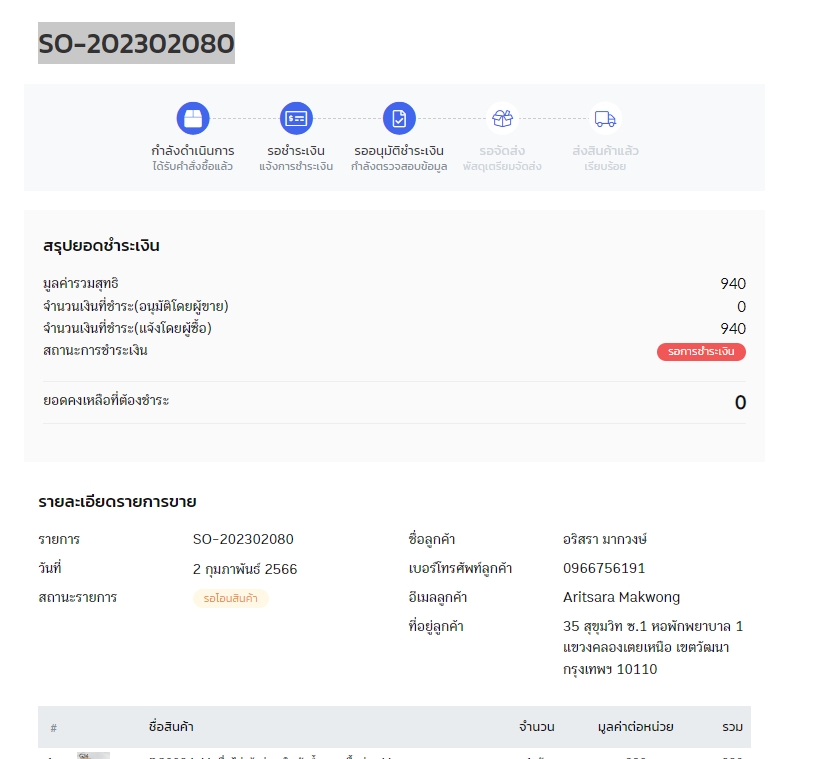 SO-202302080
กำลังดำเนินการ รอชำระเงิน รออนุมัติชำระเงิน รอจัดส่ง ส่งสินค้าแล้ว
ได้รับคำสั่งซื้อแล้ว แจ้งการชำระเงิน กำลังตรวจสอบข้อมูล พัสดุเตรียมจัดส่ง เรียบร้อย
สรุปยอดชำระเงิน
มูลค่ารวมสุทธิ 940
จำนวนเงินที่ชำระ(อนุมัติโดยผู้ขาย) 0
จำนวนเงินที่ชำระ(แจ้งโดยผู้ซื้อ) 940
สถานะการชำระเงิน รอการชำระเงิน
ยอดคงเหลือที่ต้องชำระ 0
รายละเอียดรายการขาย
รายการ SO-202302080 ชื่อลูกค้า อริสรา มากวงษ์
วันที่ 2 กุมภาพันธ์ 2566 เบอร์โทรศัพท์ลูกค้า 0966756191
สถานะรายการ รอโอนสินค้า อีเมลลูกค้า Aritsara Makwong
ที่อยู่ลูกค้า 35 สุขุมวิท ซ.1 หอพักพยาบาล 1
แขวงคลองเตยเหนือ เขตวัฒนา
กรุงเทพฯ 10110
# ชื่อสินค้า จำนวน มูลค่าต่อหน่วย รวม